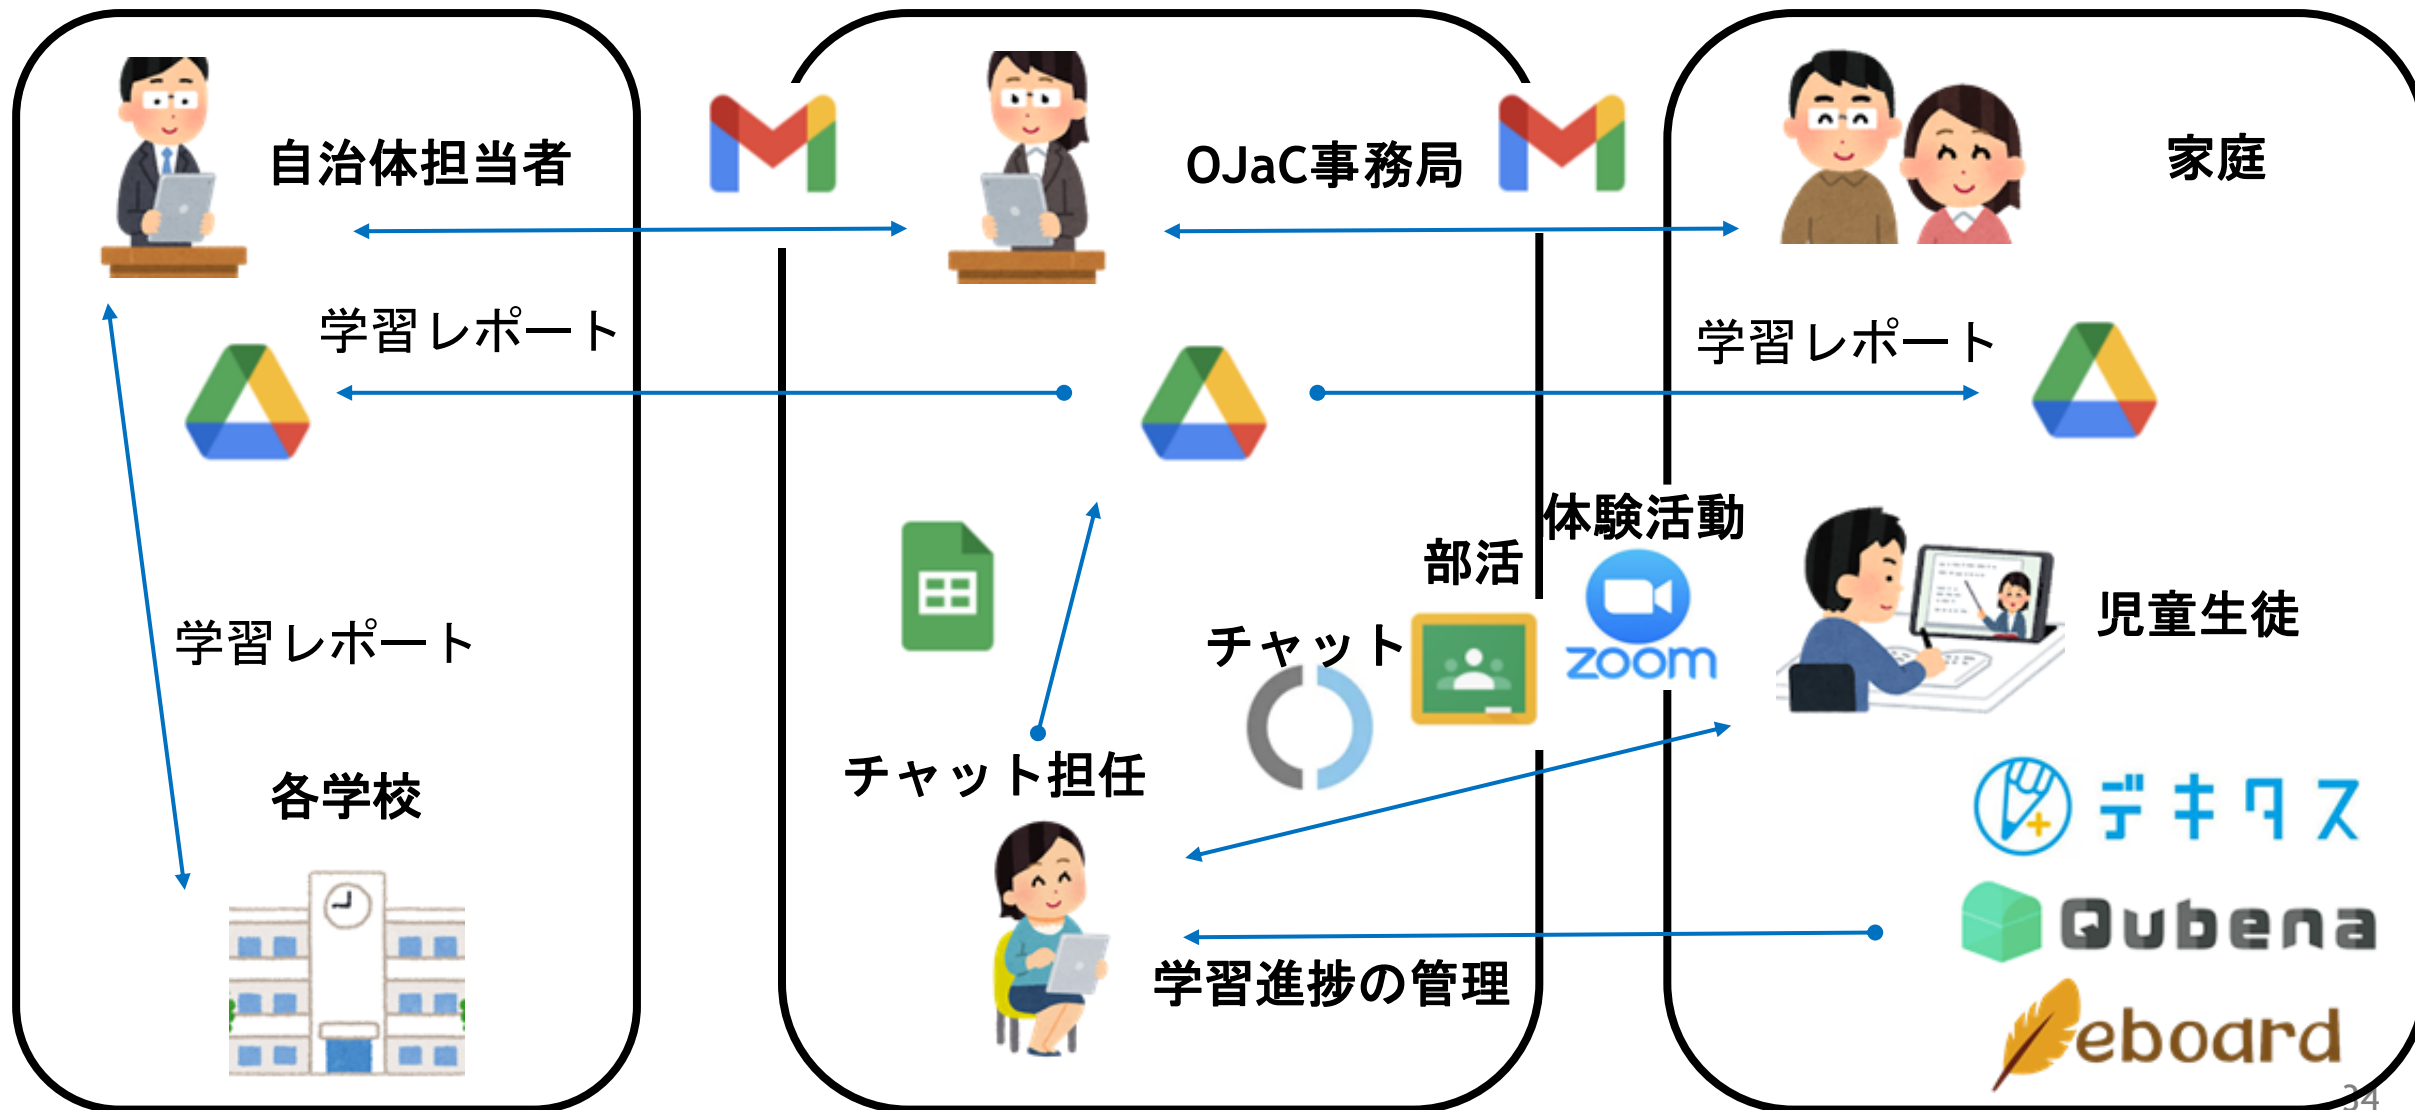 自治体担当者
OJaC事務局
家庭
学習レポート
学習レポート
体験活動
部活
zoom
児童生徒
チャット
学習レポート
チャット担任
各学校
デキタス
Qubena
学習進捗の管理
eboard
34